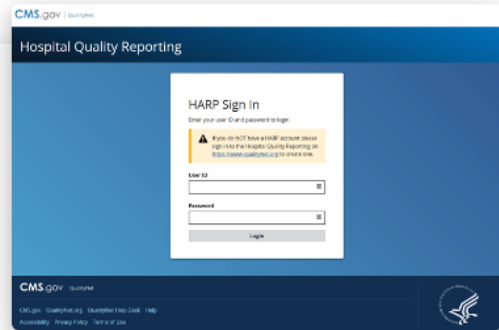 CMS.gov | QualityNet
Hospital Quality Reporting
HARP Sign In
Enter your user ID and password to login.
If you do NOT have a HARP account please
sign in to the Hospital Quality Reporting on
https://www.qualitynet.org to create one.
User ID
Password
Login
CMS.gov QualityNet
CMS.gov QualityNet.org QualityNet Help Desk Help
Accessibility Privacy Policy Terms of Use